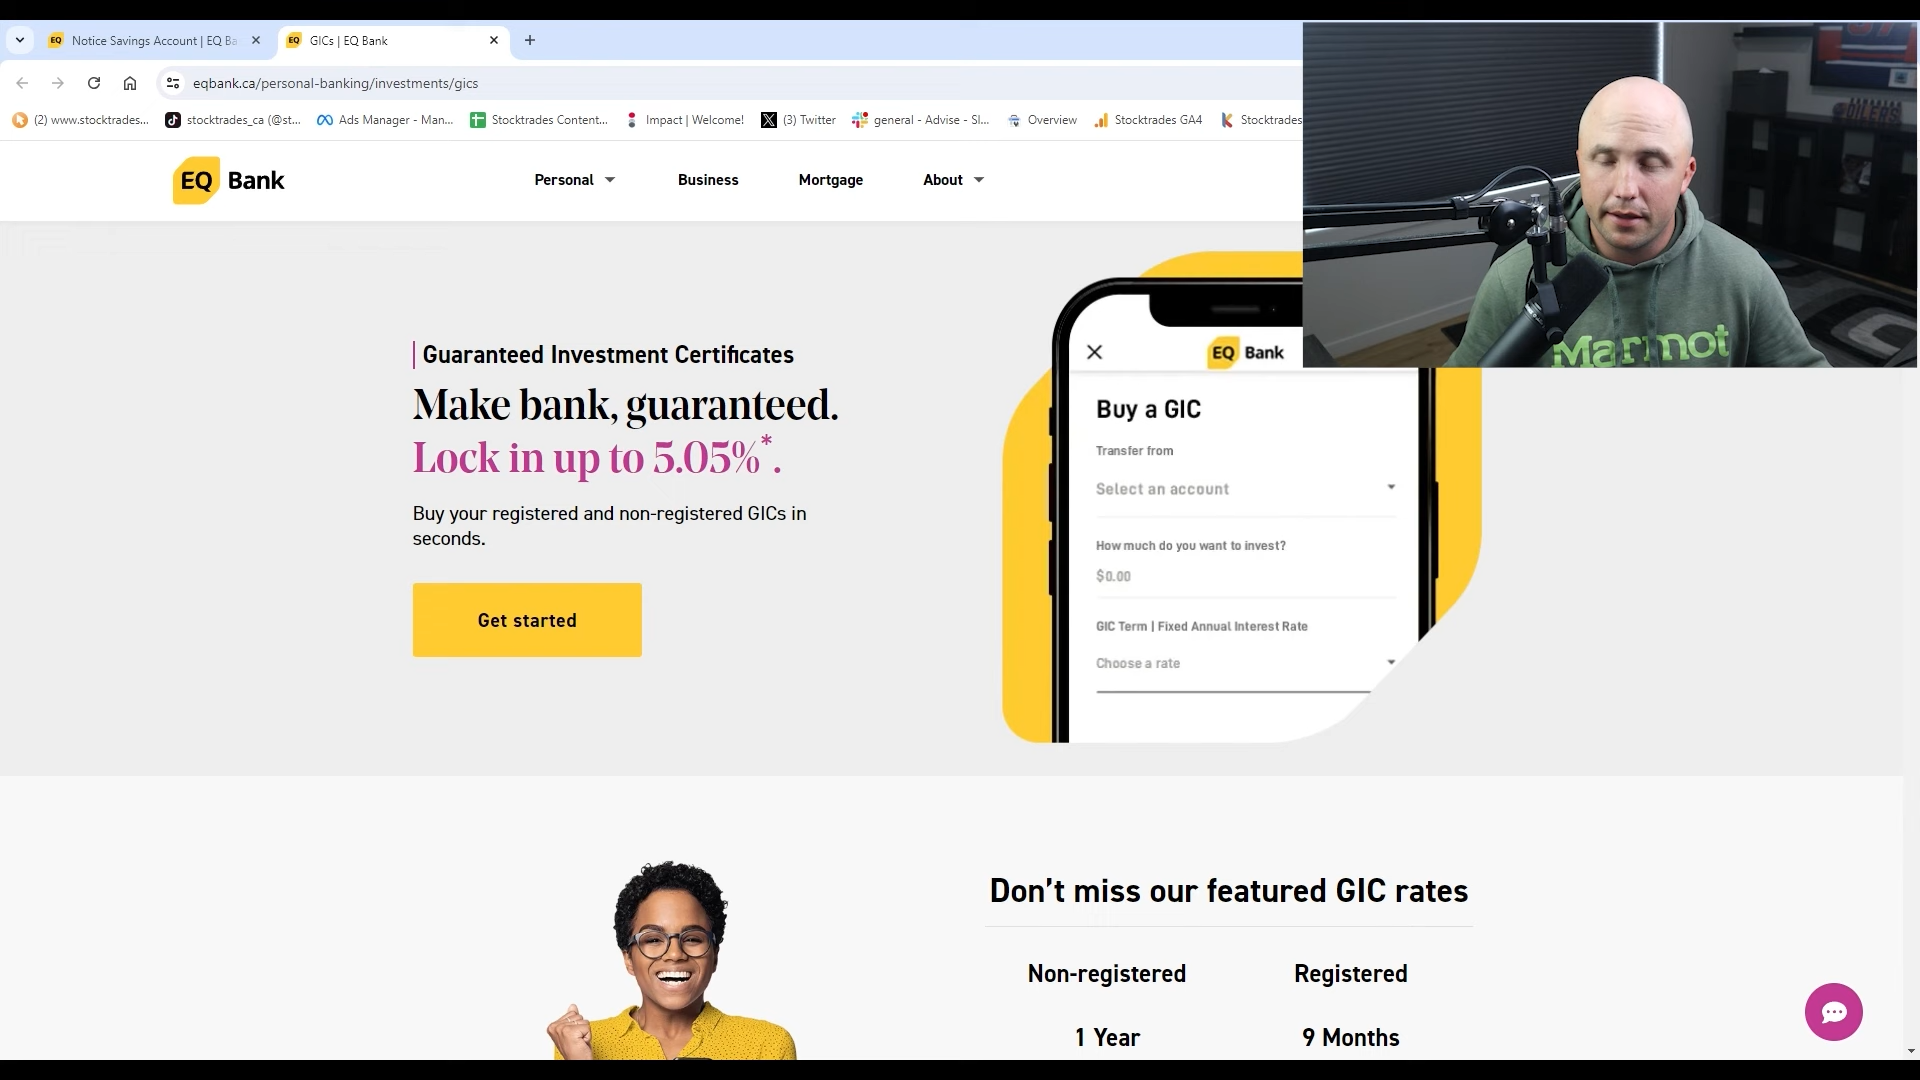 EQ Notice Savings Account | EQ Ba
EQ GICs | EQ Bank
eqbank.ca/personal-banking/investments/gics
(2) www.stocktrades...
stocktrades_ca (@st...
Ads Manager - Man...
Stocktrades Content...
Impact | Welcome!
(3) Twitter
general - Advise - Sl...
Overview
Stocktrades GA4
Stocktrades
EQ Bank
Personal
Business
Mortgage
About
Guaranteed Investment Certificates
Make bank, guaranteed.
Lock in up to 5.05%*.
Buy your registered and non-registered GICs in
seconds.
Get started
EQ Bank
Buy a GIC
Transfer from
Select an account
How much do you want to invest?
$0.00
GIC Term | Fixed Annual Interest Rate
Choose a rate
Marmot
OILERS
Don’t miss our featured GIC rates
Non-registered
Registered
1 Year
9 Months